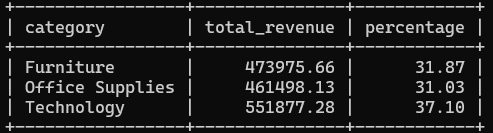 +-----------------+---------------+------------+
| category        | total_revenue | percentage |
+-----------------+---------------+------------+
| Furniture       |     473975.66 |      31.87 |
| Office Supplies |     461498.13 |      31.03 |
| Technology      |     551877.28 |      37.10 |
+-----------------+---------------+------------+